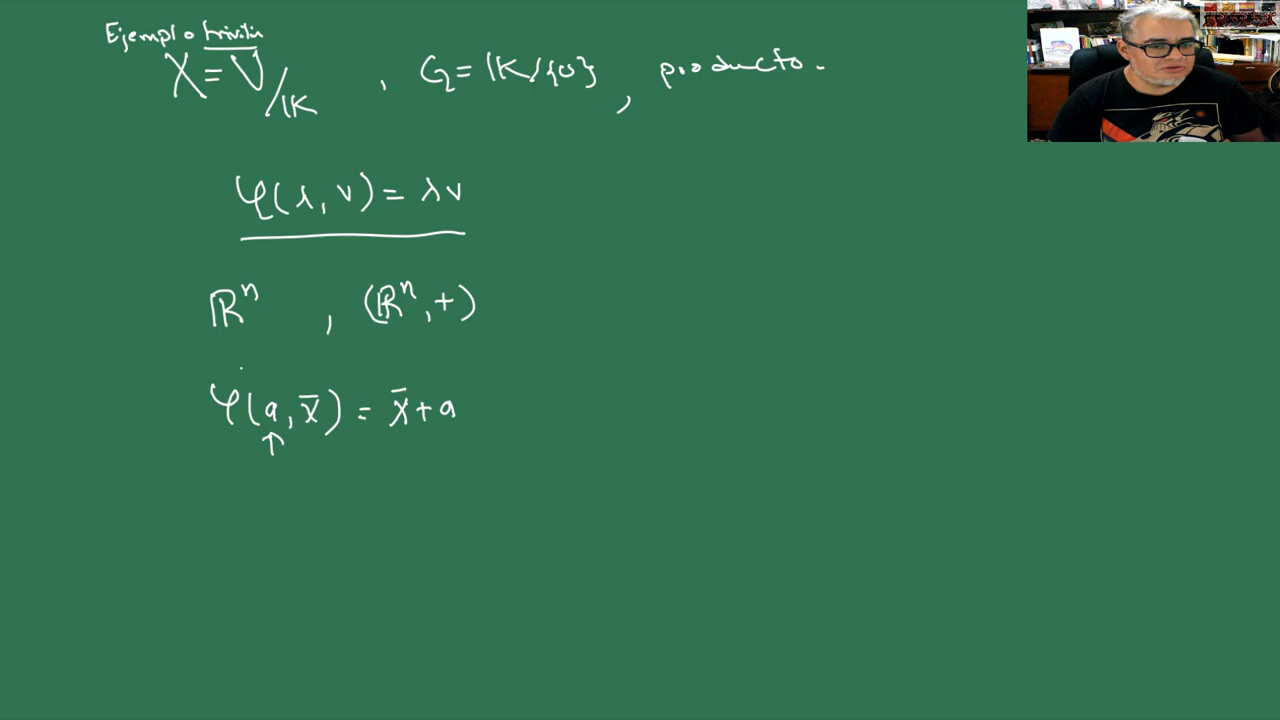 Ejemplo trivial
X = V/K , G = K/{0} , producto.
φ(λ, v) = λv
ℝⁿ , (ℝⁿ, +)
φ(a, x̄) = x̄ + a
↑